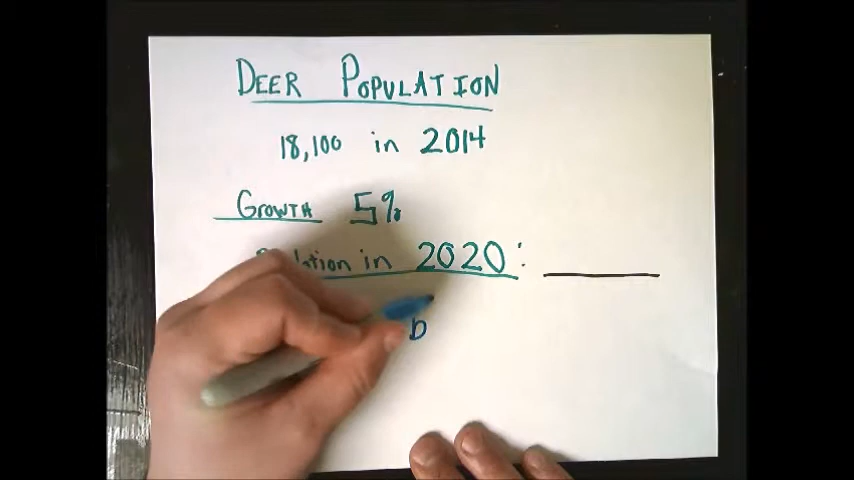 DEER POPULATION
18,100 in 2014
GROWTH 5%
in 2020:
b